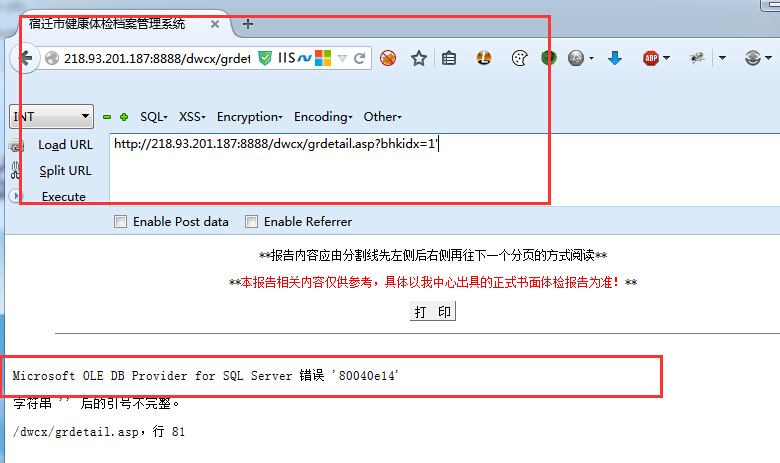 宿迁市健康体检档案管理系统
218.93.201.187:8888/dwcx/grdet
IIS
ABP
INT
SQL
XSS
Encryption
Encoding
Other
Load URL
http://218.93.201.187:8888/dwcx/grdetail.asp?bhkidx=1'
Split URL
Execute
Enable Post data
Enable Referrer
**报告内容应由分割线先左侧后右侧再往下一个分页的方式阅读**
**本报告相关内容仅供参考，具体以我中心出具的正式书面体检报告为准！**
打 印
Microsoft OLE DB Provider for SQL Server 错误 '80040e14'
字符串 '' 后的引号不完整。
/dwcx/grdetail.asp，行 81